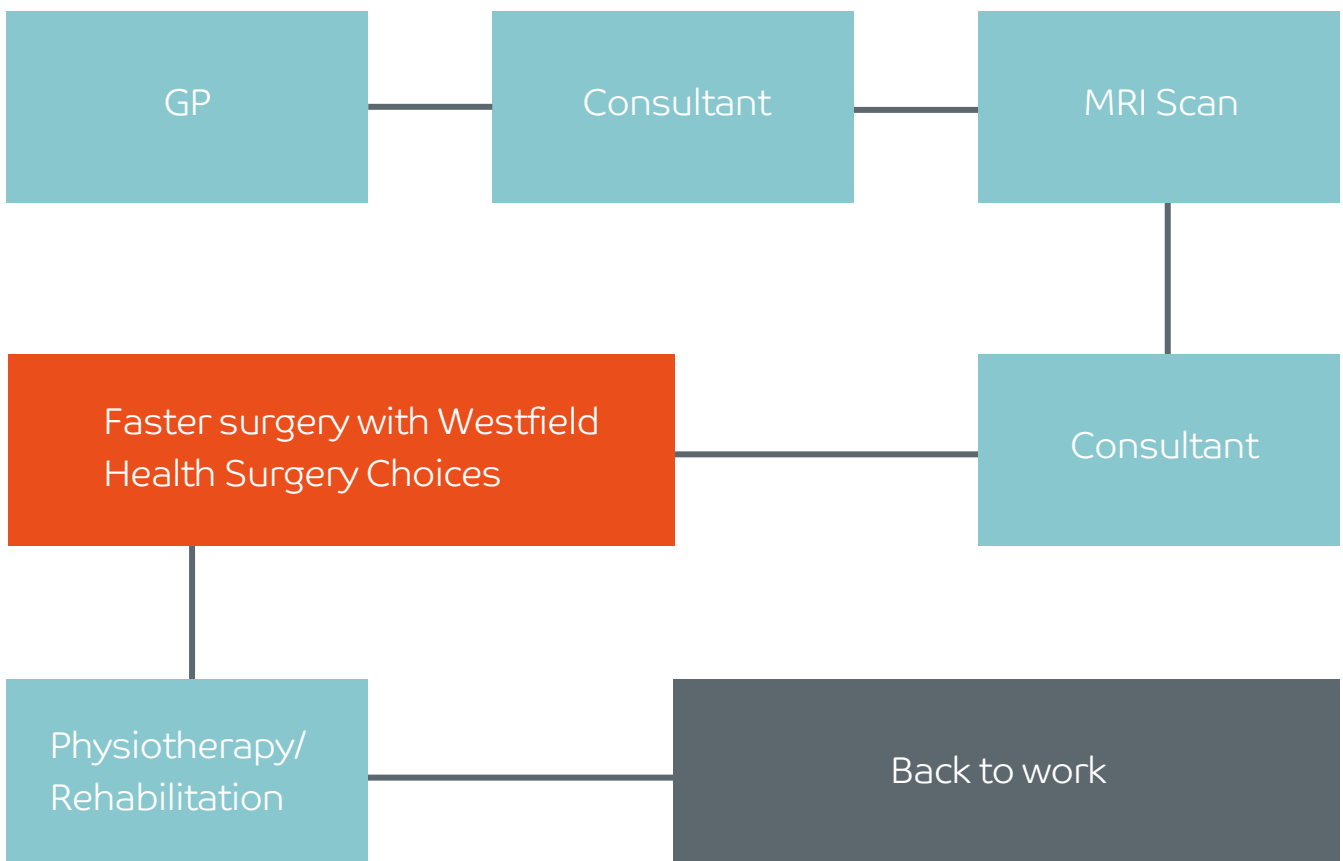 GP
Consultant
MRI Scan
Faster surgery with Westfield
Health Surgery Choices
Consultant
Physiotherapy/
Rehabilitation
Back to work